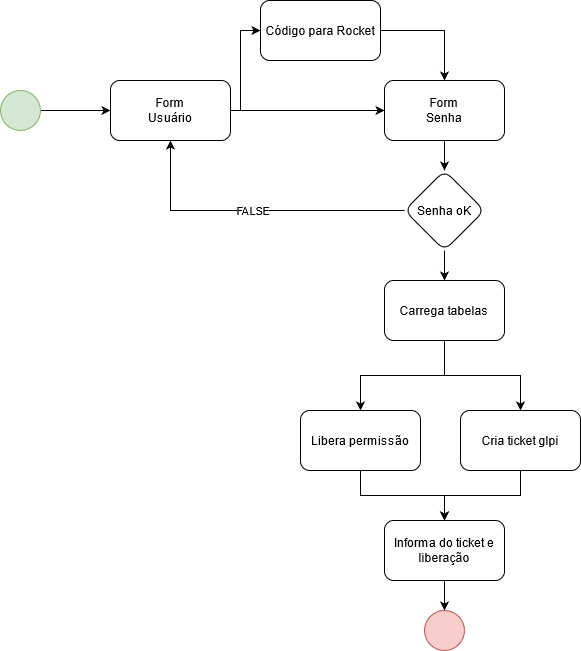 Código para Rocket
Form
Usuário
Form
Senha
Senha oK
FALSE
Carrega tabelas
Libera permissão
Cria ticket glpi
Informa do ticket e
liberação